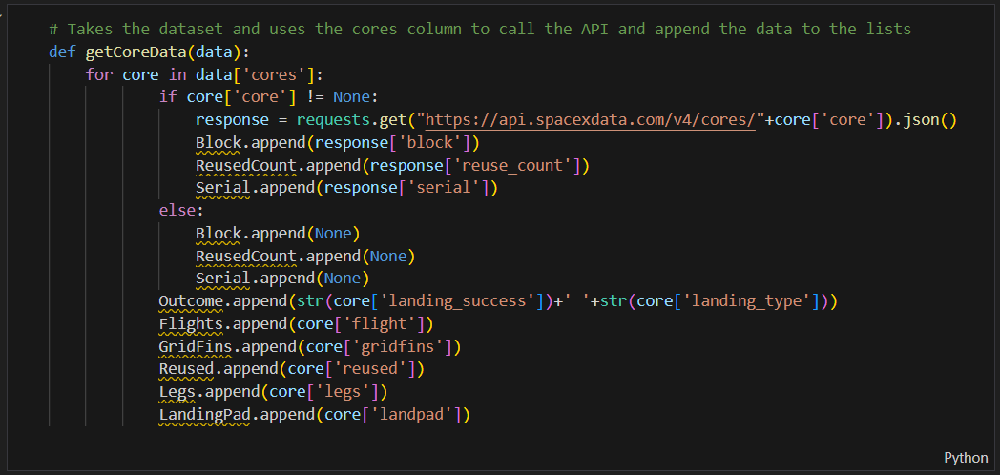 # Takes the dataset and uses the cores column to call the API and append the data to the lists
def getCoreData(data):
    for core in data['cores']:
            if core['core'] != None:
                response = requests.get("https://api.spacexdata.com/v4/cores/"+core['core']).json()
                Block.append(response['block'])
                ReusedCount.append(response['reuse_count'])
                Serial.append(response['serial'])
            else:
                Block.append(None)
                ReusedCount.append(None)
                Serial.append(None)
            Outcome.append(str(core['landing_success'])+' '+str(core['landing_type']))
            Flights.append(core['flight'])
            GridFins.append(core['gridfins'])
            Reused.append(core['reused'])
            Legs.append(core['legs'])
            LandingPad.append(core['landpad'])
Python